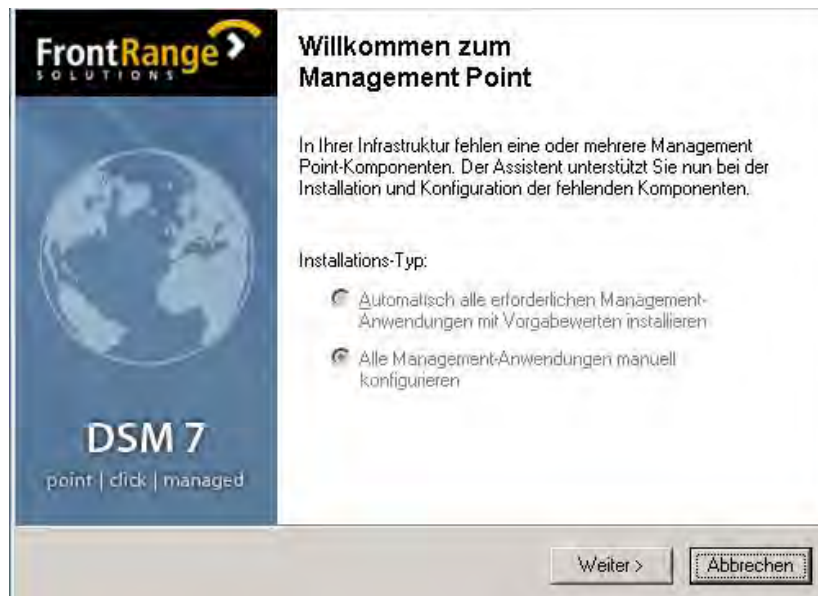 FrontRange
SOLUTIONS
Willkommen zum
Management Point
In Ihrer Infrastruktur fehlen eine oder mehrere Management
Point-Komponenten. Der Assistent unterstützt Sie nun bei der
Installation und Konfiguration der fehlenden Komponenten.
Installations-Typ:
Automatisch alle erforderlichen Management-
Anwendungen mit Vorgabewerten installieren
Alle Management-Anwendungen manuell
konfigurieren
DSM 7
point | click | managed
Weiter >
Abbrechen